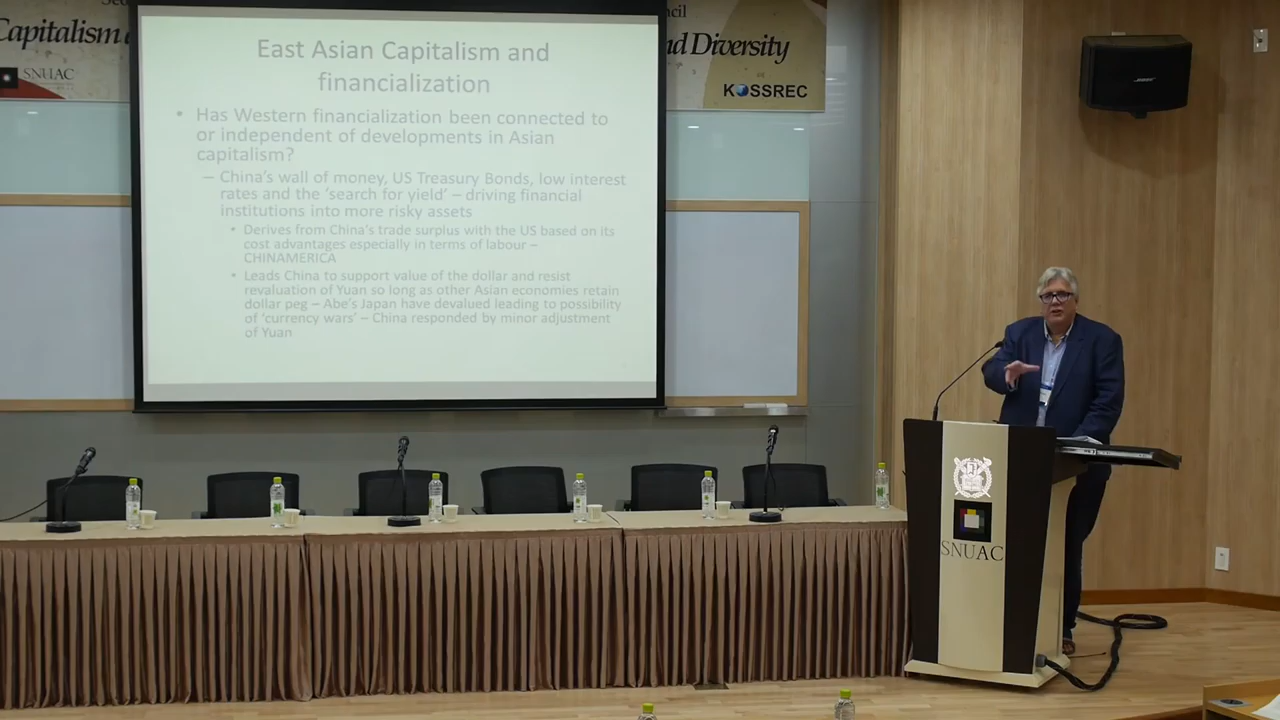 Capitalism
SNUAC
ncil
nd Diversity
KOSSREC
East Asian Capitalism and
financialization
• Has Western financialization been connected to
or independent of developments in Asian
capitalism?
– China's wall of money, US Treasury Bonds, low interest
rates and the 'search for yield' – driving financial
institutions into more risky assets
• Derives from China's trade surplus with the US based on its
cost advantages especially in terms of labour –
CHINAMERICA
• Leads China to support value of the dollar and resist
revaluation of Yuan so long as other Asian economies retain
dollar peg – Abe's Japan have devalued leading to possibility
of 'currency wars' – China responded by minor adjustment
of Yuan
BOSE
SNUAC